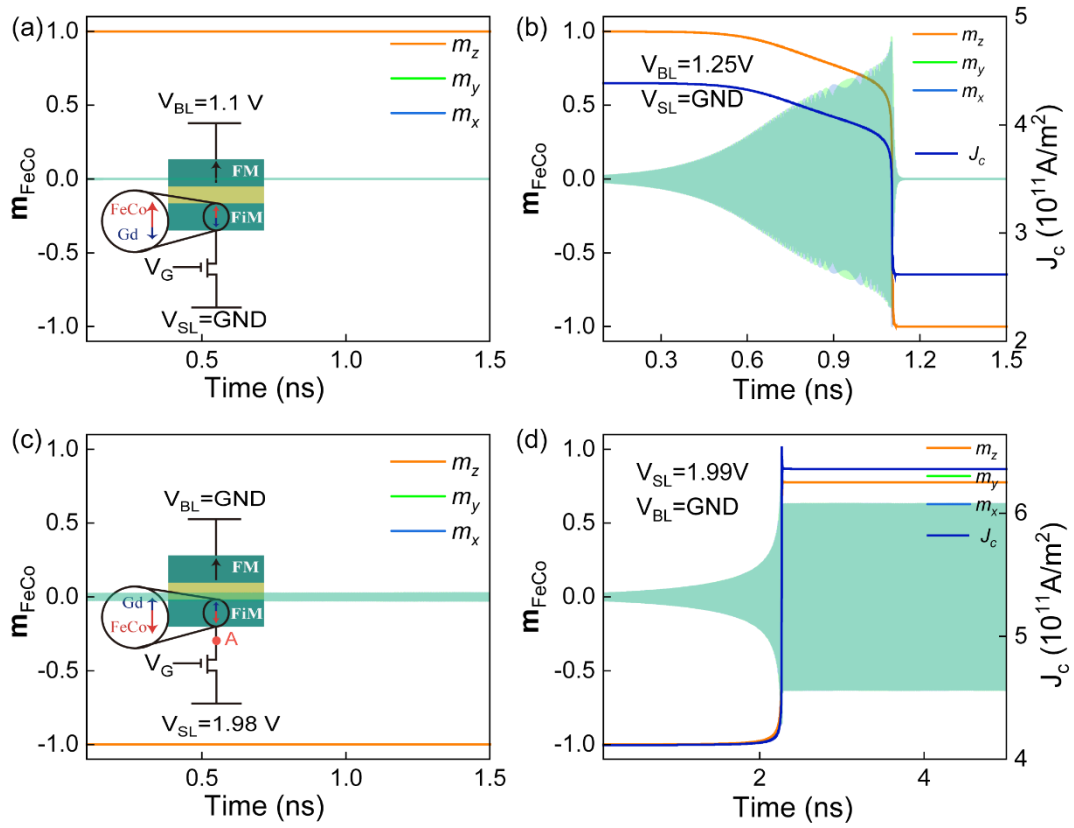 (a)
1.0
0.5
0.0
-0.5
-1.0
m_FeCo
m_z
m_y
m_x
V_BL=1.1 V
FM
FiM
FeCo
Gd
V_G
V_SL=GND
0.5
1.0
1.5
Time (ns)
(b)
1.0
0.5
0.0
-0.5
-1.0
m_FeCo
V_BL=1.25V
V_SL=GND
m_z
m_y
m_x
J_c
5
4
3
2
J_c (10^11A/m^2)
0.3
0.6
0.9
1.2
1.5
Time (ns)
(c)
1.0
0.5
0.0
-0.5
-1.0
m_FeCo
m_z
m_y
m_x
V_BL=GND
FM
FiM
Gd
FeCo
A
V_G
V_SL=1.98 V
0.5
1.0
1.5
Time (ns)
(d)
1.0
0.5
0.0
-0.5
-1.0
m_FeCo
V_SL=1.99V
V_BL=GND
m_z
m_y
m_x
J_c
6
5
4
J_c (10^11A/m^2)
2
4
Time (ns)